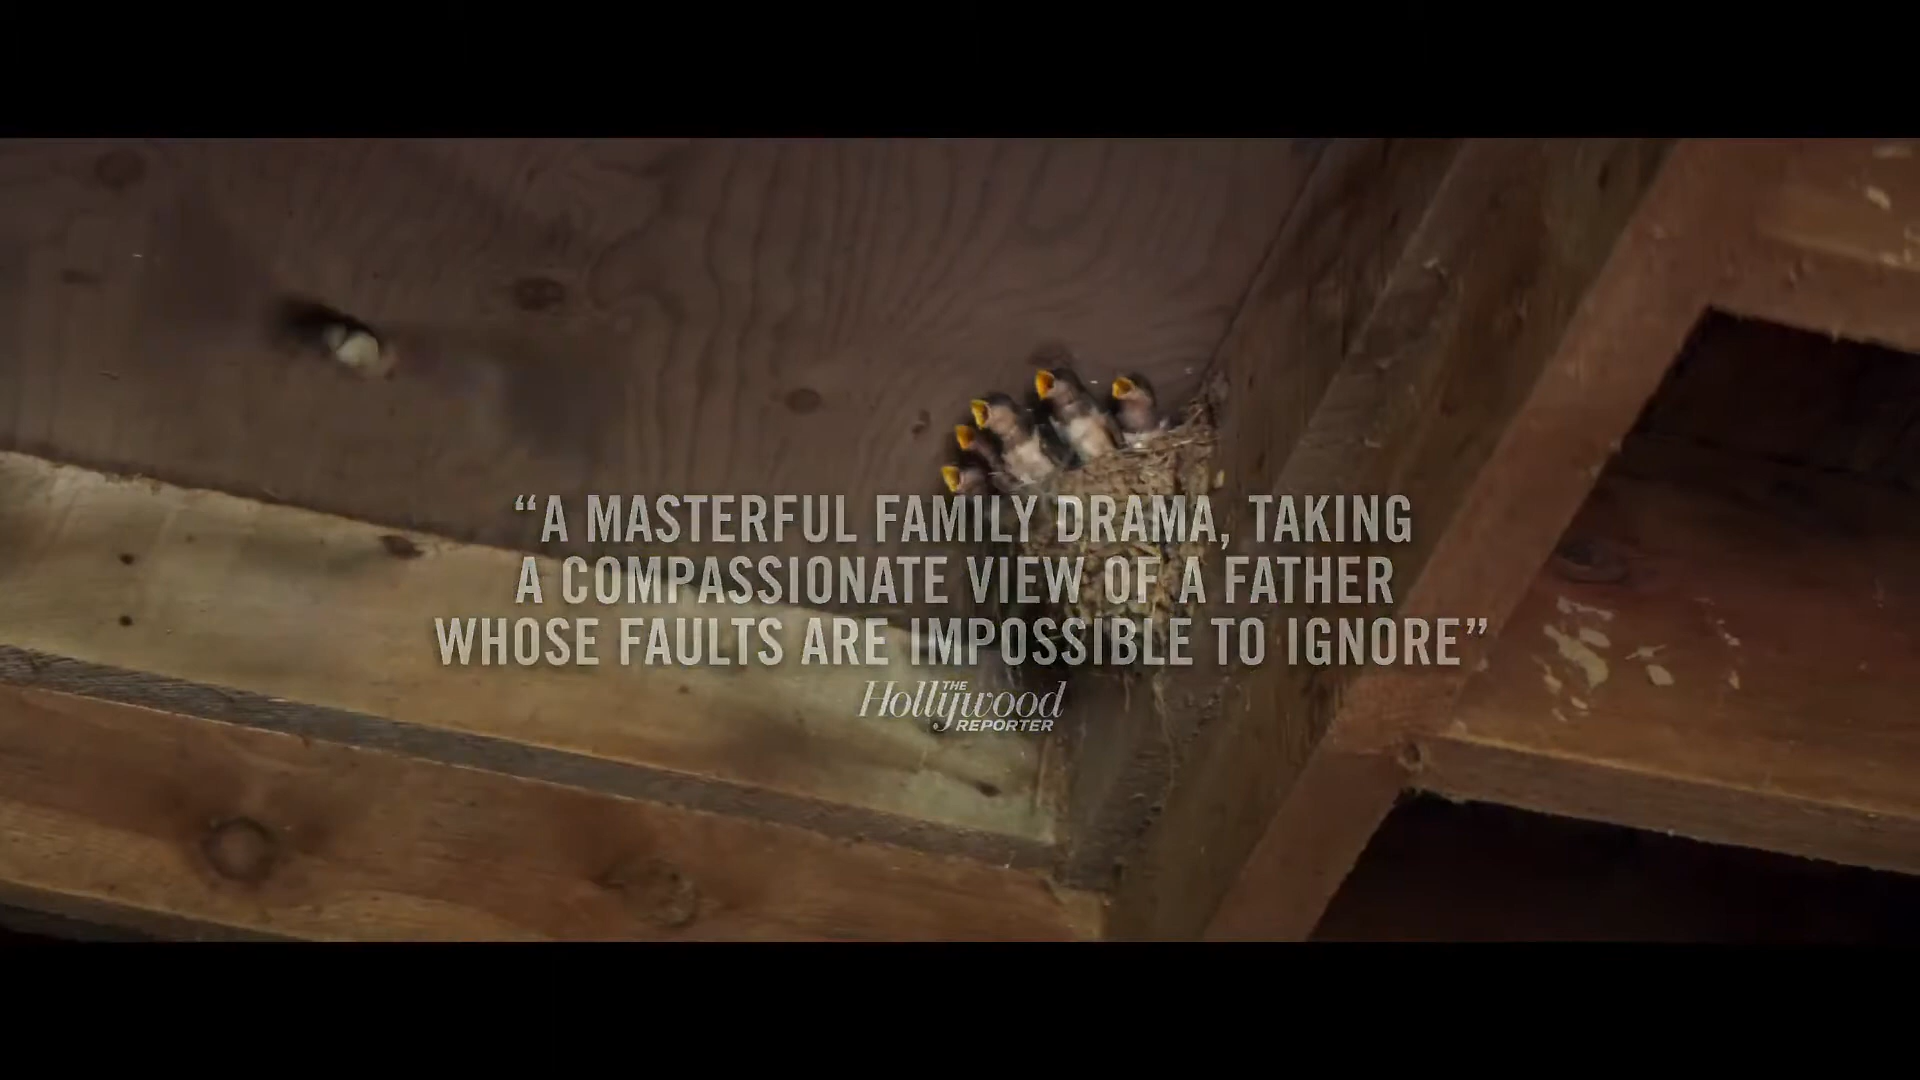 “A MASTERFUL FAMILY DRAMA, TAKING
A COMPASSIONATE VIEW OF A FATHER
WHOSE FAULTS ARE IMPOSSIBLE TO IGNORE”
THE
Hollywood
REPORTER